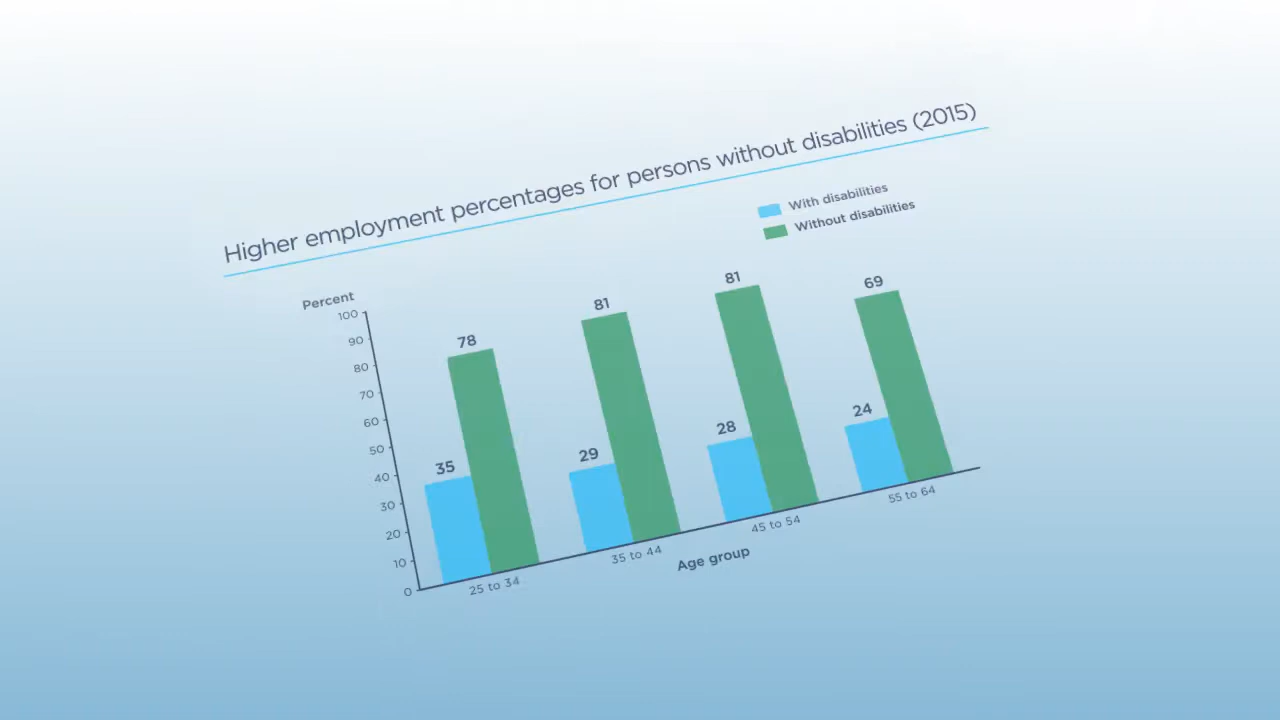 Higher employment percentages for persons without disabilities (2015)
With disabilities
Without disabilities
Percent
100
90
80
70
60
50
40
30
20
10
0
35
78
29
81
28
81
24
69
25 to 34
35 to 44
45 to 54
55 to 64
Age group